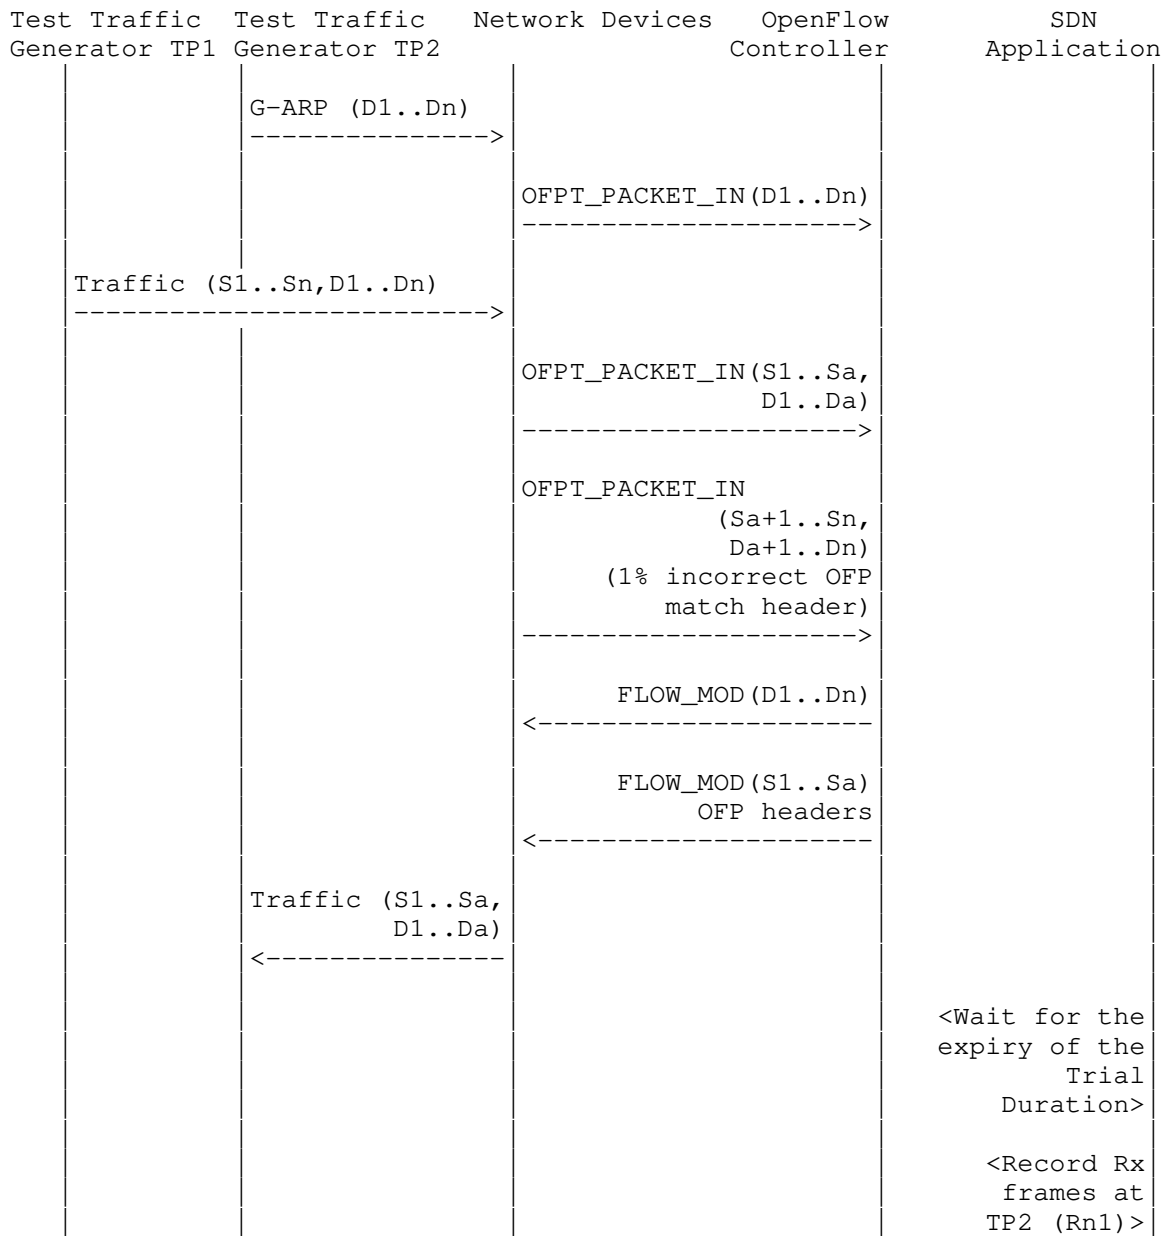 Test Traffic  Test Traffic   Network Devices   OpenFlow          SDN
Generator TP1 Generator TP2                  Controller      Application
G-ARP (D1..Dn)
--------------->
OFPT_PACKET_IN(D1..Dn)
--------------------->
Traffic (S1..Sn,D1..Dn)
-------------------------->
OFPT_PACKET_IN(S1..Sa,
D1..Da)
--------------------->
OFPT_PACKET_IN
(Sa+1..Sn,
Da+1..Dn)
(1% incorrect OFP
match header)
--------------------->
FLOW_MOD(D1..Dn)
<---------------------
FLOW_MOD(S1..Sa)
OFP headers
<---------------------
Traffic (S1..Sa,
D1..Da)
<---------------
<Wait for the
expiry of the
Trial
Duration>
<Record Rx
frames at
TP2 (Rn1)>